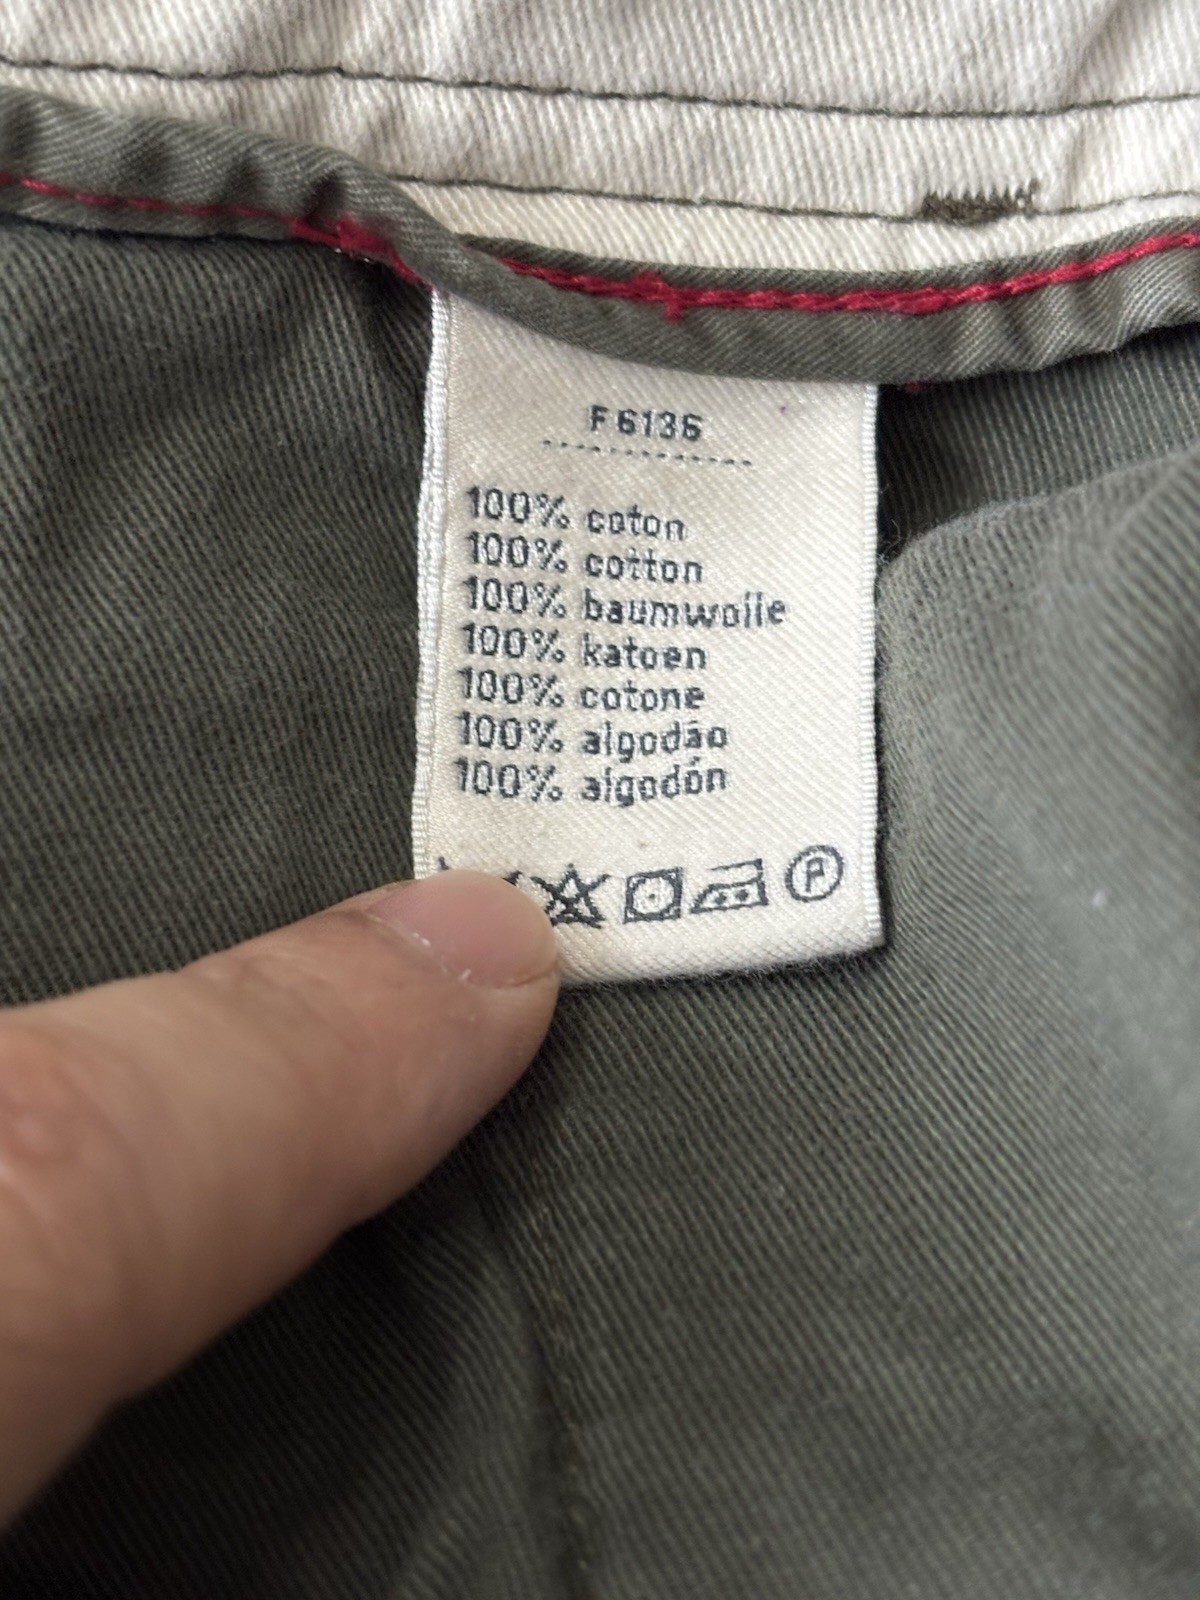 F6136
100% coton
100% cotton
100% baumwolle
100% katoen
100% cotone
100% algodão
100% algodón
P